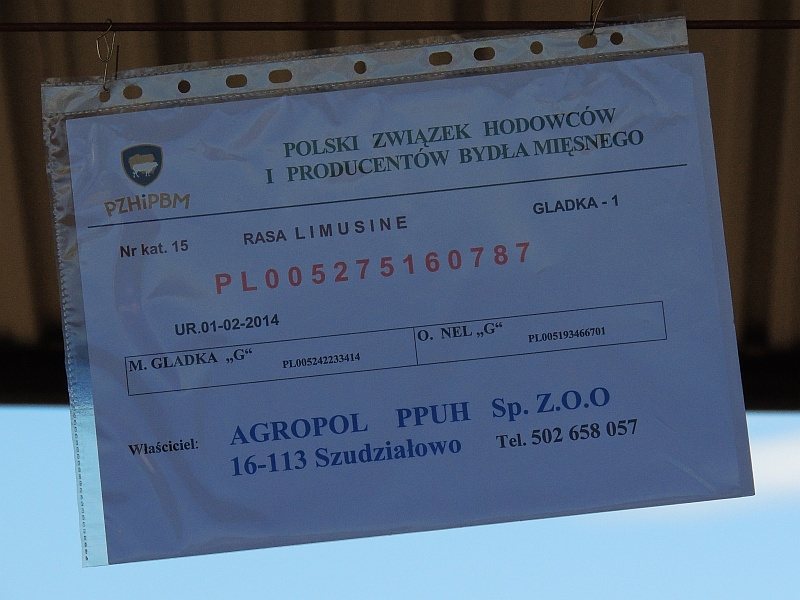 POLSKI ZWIĄZEK HODOWCÓW
I PRODUCENTÓW BYDŁA MIĘSNEGO
PZHiPBM
Nr kat. 15 RASA LIMUSINE GLADKA - 1
PL005275160787
UR.01-02-2014
M. GLADKA „G“ PL005242233414 O. NEL „G“ PL005193466701
Właściciel: AGROPOL PPUH Sp. Z.O.O
16-113 Szudziałowo Tel. 502 658 057